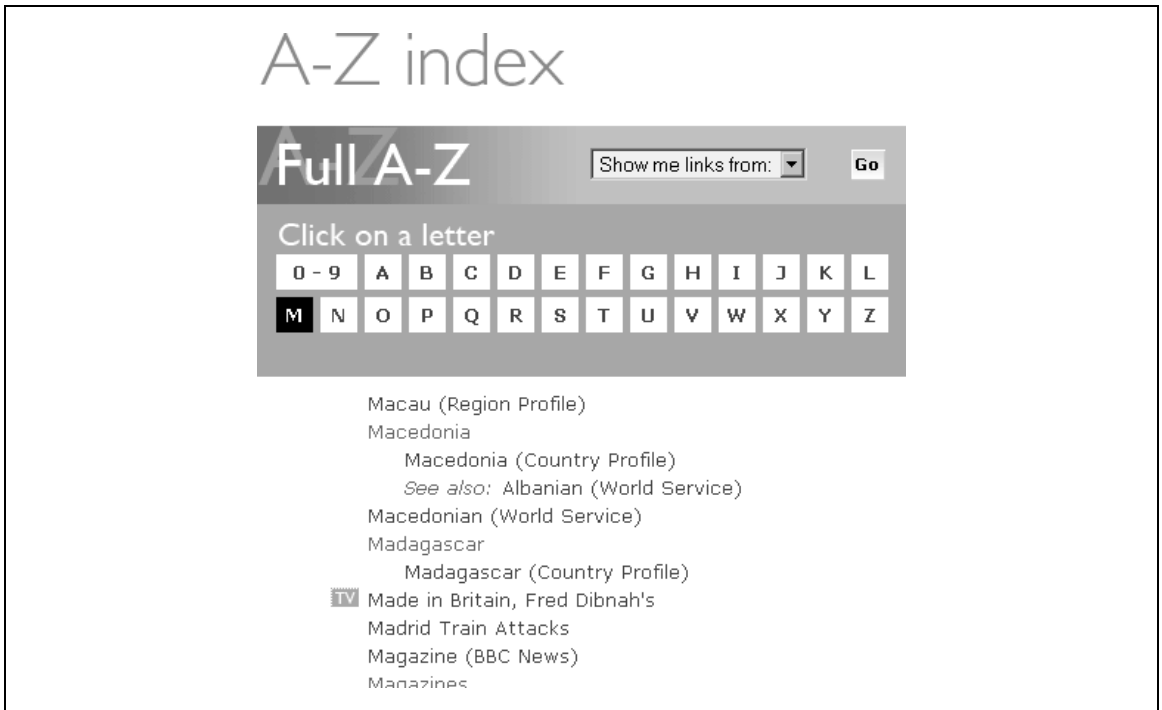 A-Z index
A-Z
Full A-Z
Show me links from:
Go
Click on a letter
0 - 9 A B C D E F G H I J K L
M N O P Q R S T U V W X Y Z
Macau (Region Profile)
Macedonia
Macedonia (Country Profile)
See also: Albanian (World Service)
Macedonian (World Service)
Madagascar
Madagascar (Country Profile)
TV Made in Britain, Fred Dibnah's
Madrid Train Attacks
Magazine (BBC News)
Magazines